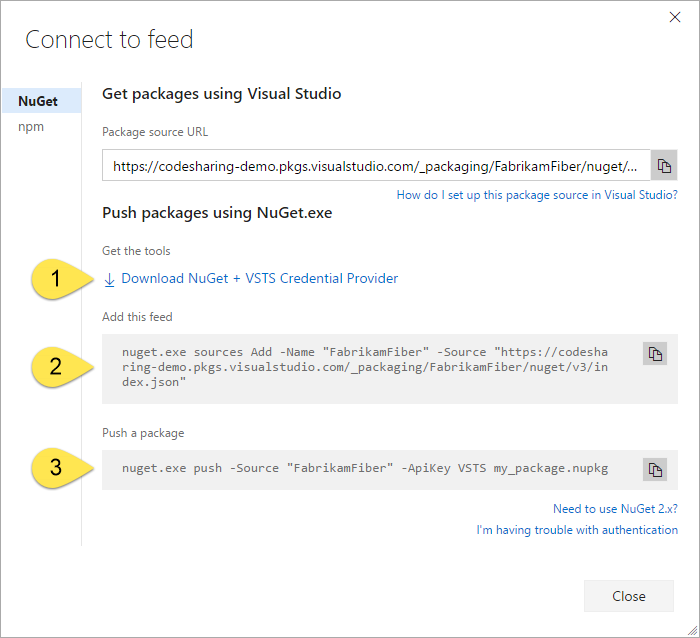 Connect to feed
NuGet
npm
Get packages using Visual Studio
Package source URL
https://codesharing-demo.pkgs.visualstudio.com/_packaging/FabrikamFiber/nuget/...
How do I set up this package source in Visual Studio?
Push packages using NuGet.exe
Get the tools
1
Download NuGet + VSTS Credential Provider
Add this feed
2
nuget.exe sources Add -Name "FabrikamFiber" -Source "https://codesha
ring-demo.pkgs.visualstudio.com/_packaging/FabrikamFiber/nuget/v3/in
dex.json"
Push a package
3
nuget.exe push -Source "FabrikamFiber" -ApiKey VSTS my_package.nupkg
Need to use NuGet 2.x?
I'm having trouble with authentication
Close